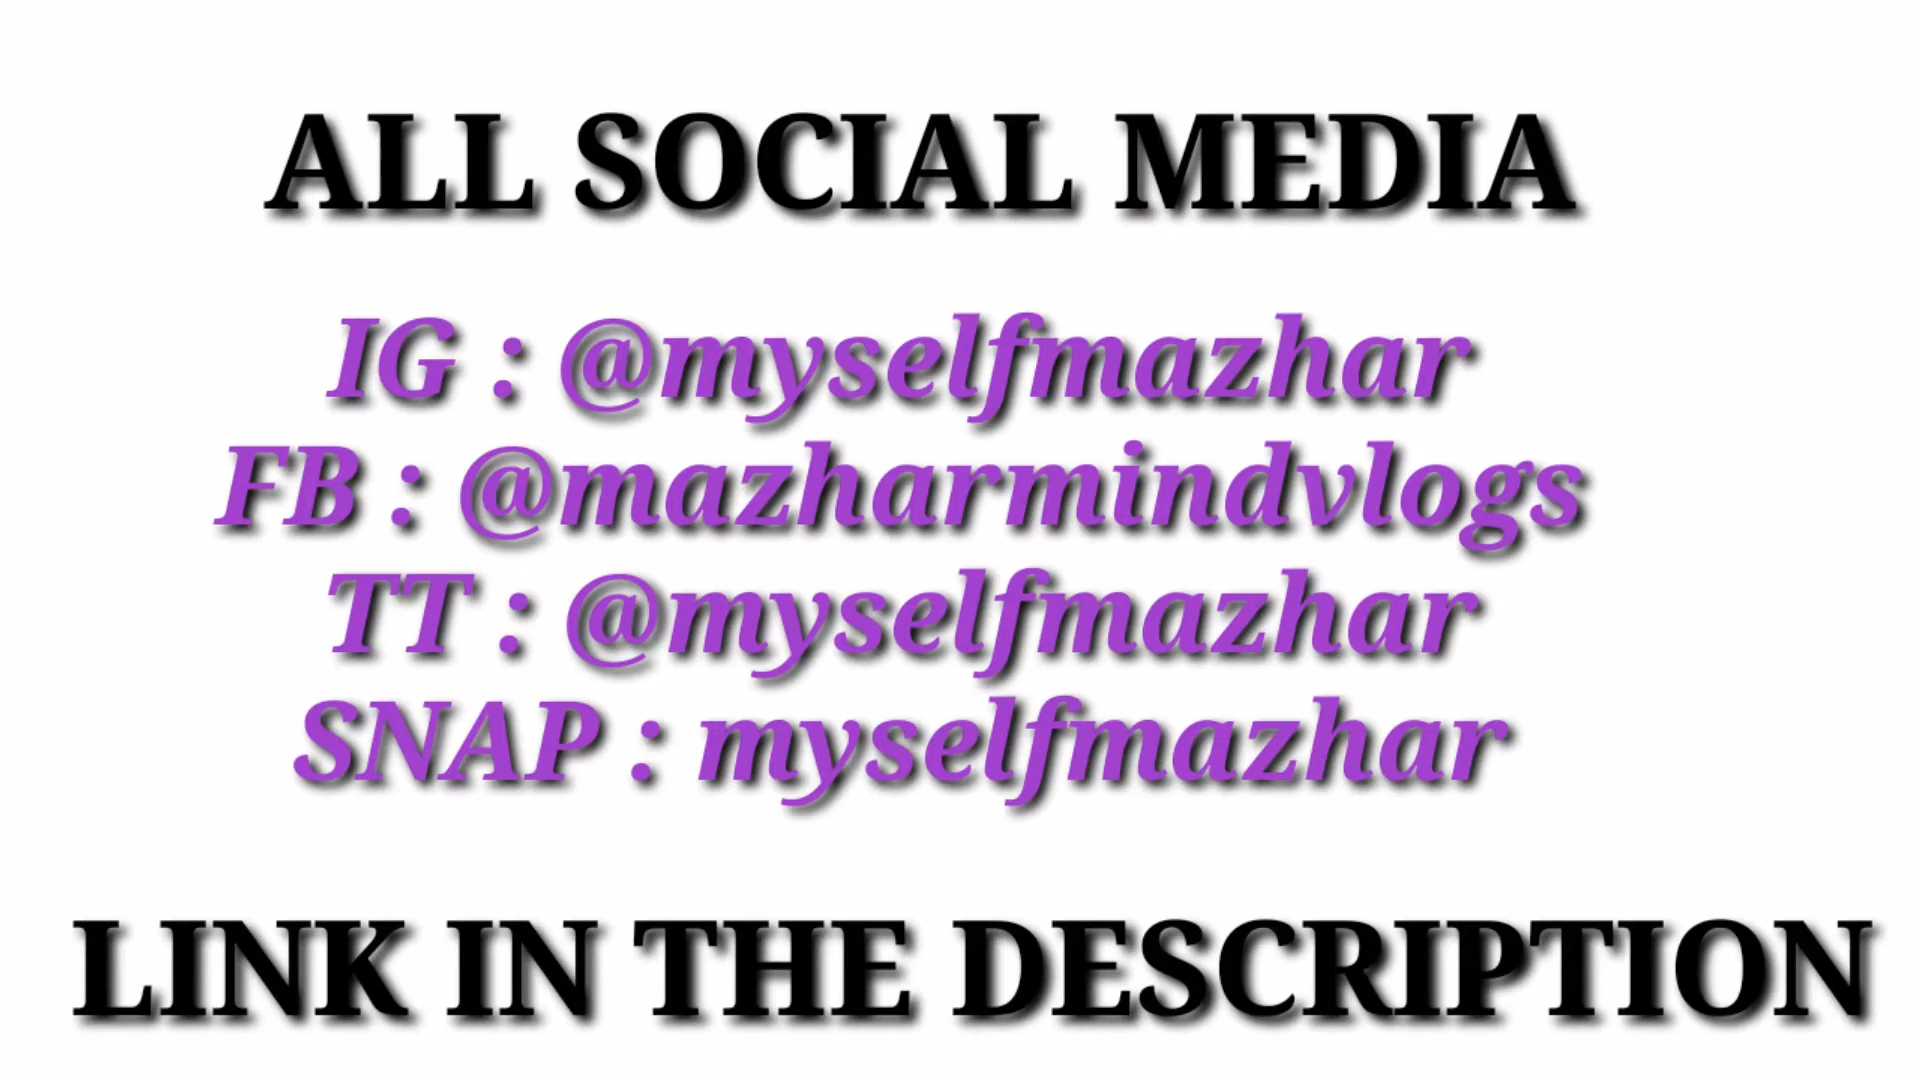 ALL SOCIAL MEDIA
IG : @myselfmazhar
FB : @mazharmindvlogs
TT : @myselfmazhar
SNAP : myselfmazhar
LINK IN THE DESCRIPTION